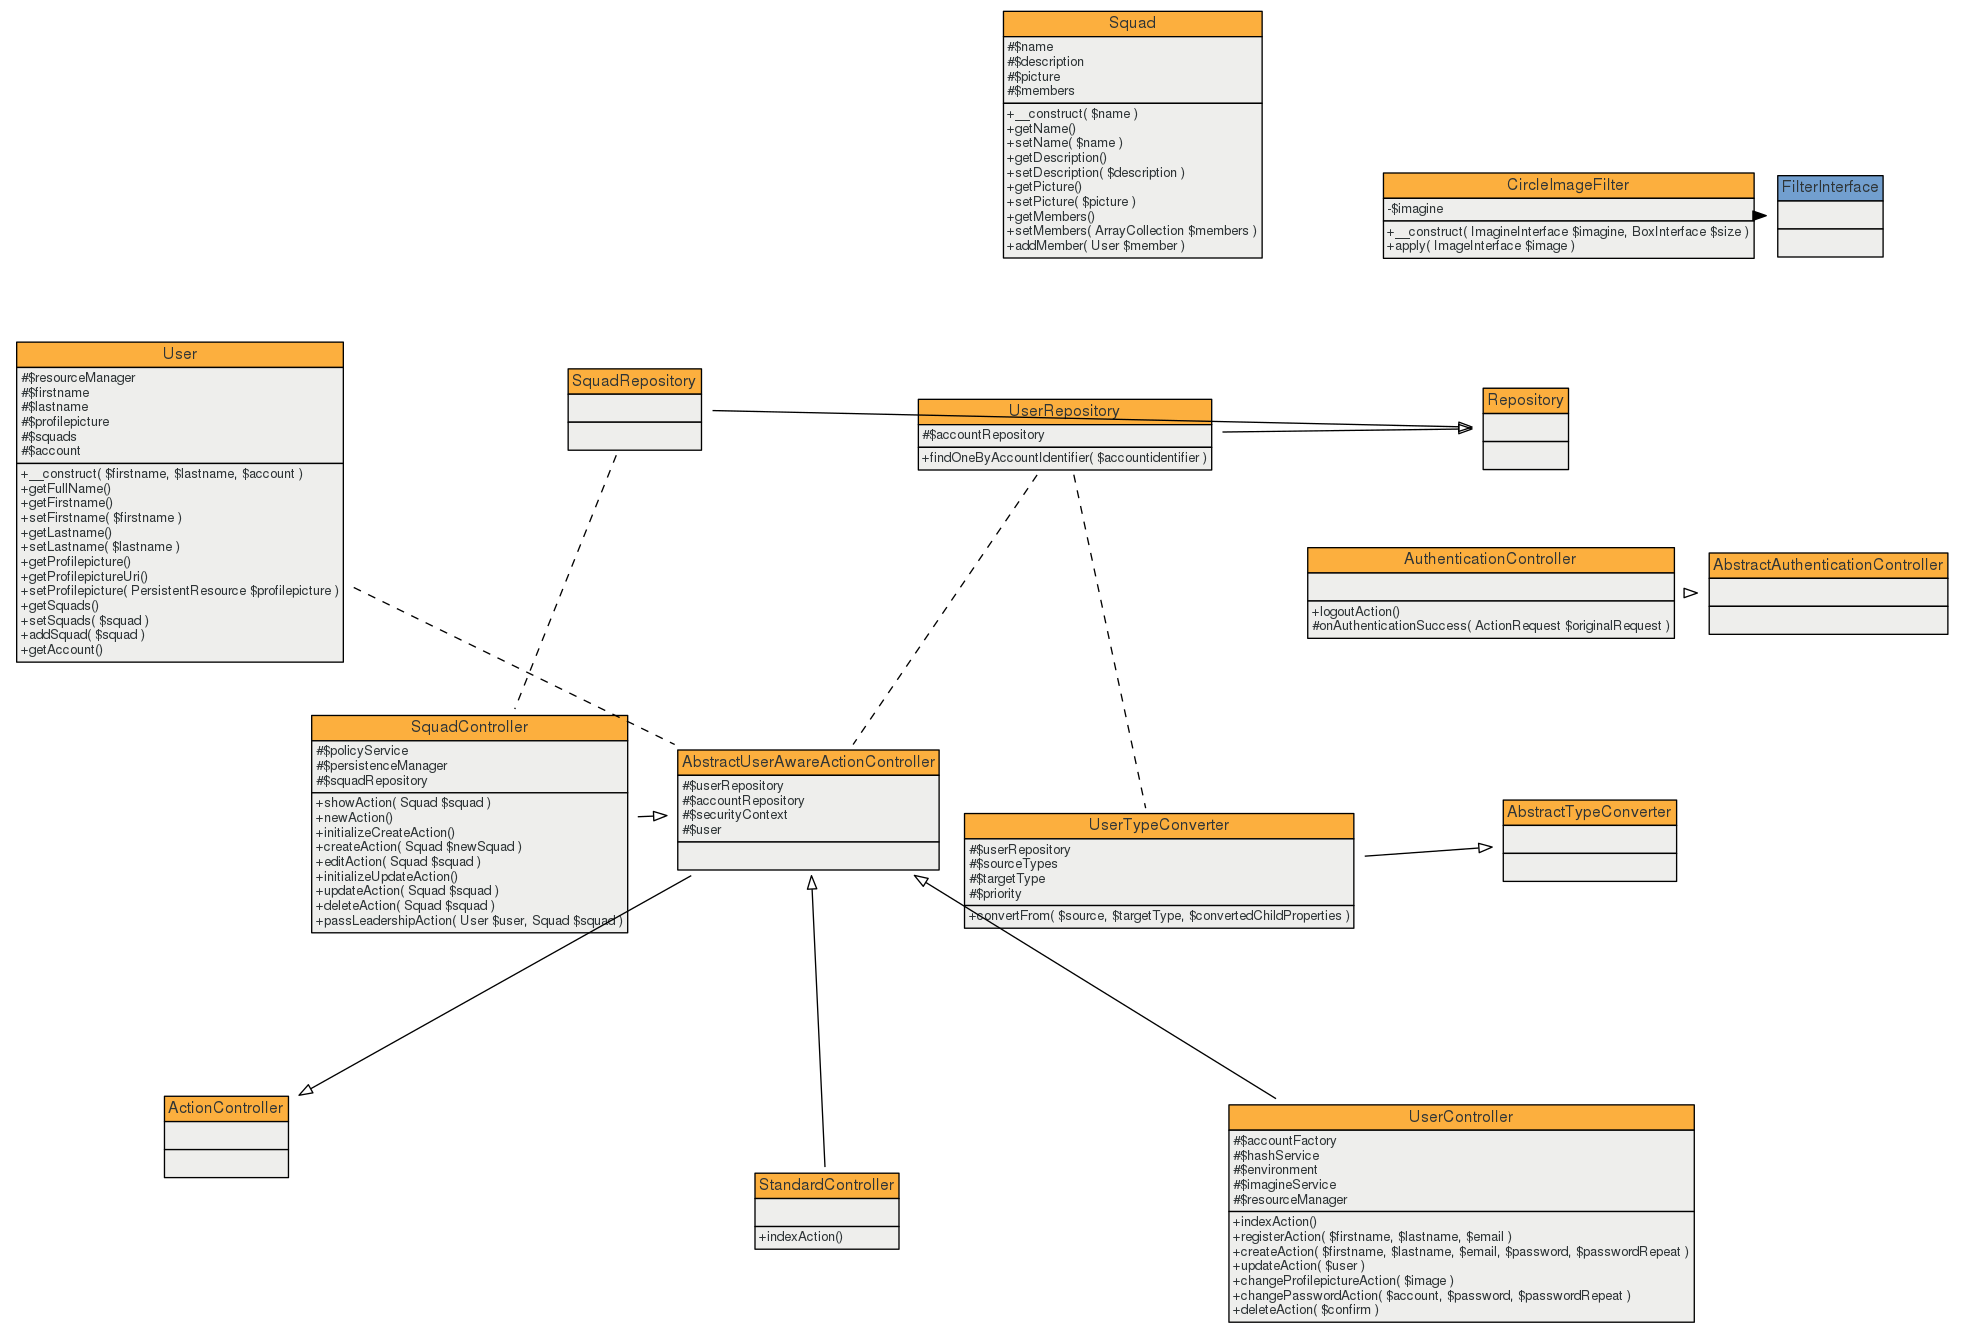 Squad
#$name
#$description
#$picture
#$members
+__construct( $name )
+getName()
+setName( $name )
+getDescription()
+setDescription( $description )
+getPicture()
+setPicture( $picture )
+getMembers()
+setMembers( ArrayCollection $members )
+addMember( User $member )
CircleImageFilter
-$imagine
+__construct( ImagineInterface $imagine, BoxInterface $size )
+apply( ImageInterface $image )
FilterInterface
User
#$resourceManager
#$firstname
#$lastname
#$profilepicture
#$squads
#$account
+__construct( $firstname, $lastname, $account )
+getFullName()
+getFirstname()
+setFirstname( $firstname )
+getLastname()
+setLastname( $lastname )
+getProfilepicture()
+getProfilepictureUri()
+setProfilepicture( PersistentResource $profilepicture )
+getSquads()
+setSquads( $squad )
+addSquad( $squad )
+getAccount()
SquadRepository
UserRepository
#$accountRepository
+findOneByAccountIdentifier( $accountidentifier )
Repository
AuthenticationController
+logoutAction()
#onAuthenticationSuccess( ActionRequest $originalRequest )
AbstractAuthenticationController
SquadController
#$policyService
#$persistenceManager
#$squadRepository
+showAction( Squad $squad )
+newAction()
+initializeCreateAction()
+createAction( Squad $newSquad )
+editAction( Squad $squad )
+initializeUpdateAction()
+updateAction( Squad $squad )
+deleteAction( Squad $squad )
+passLeadershipAction( User $user, Squad $squad )
AbstractUserAwareActionController
#$userRepository
#$accountRepository
#$securityContext
#$user
UserTypeConverter
#$userRepository
#$sourceTypes
#$targetType
#$priority
+convertFrom( $source, $targetType, $convertedChildProperties )
AbstractTypeConverter
ActionController
StandardController
+indexAction()
UserController
#$accountFactory
#$hashService
#$environment
#$imagineService
#$resourceManager
+indexAction()
+registerAction( $firstname, $lastname, $email )
+createAction( $firstname, $lastname, $email, $password, $passwordRepeat )
+updateAction( $user )
+changeProfilepictureAction( $image )
+changePasswordAction( $account, $password, $passwordRepeat )
+deleteAction( $confirm )